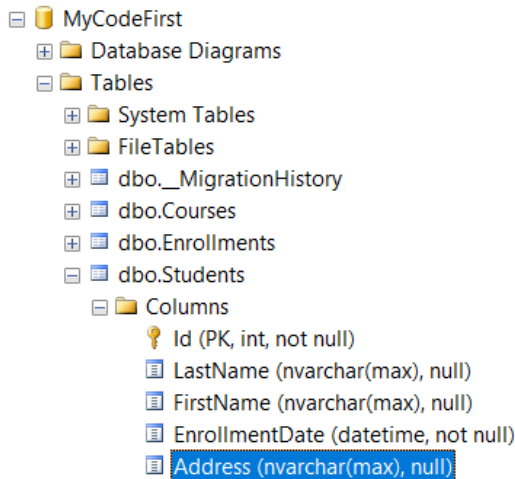 MyCodeFirst
Database Diagrams
Tables
System Tables
FileTables
dbo.__MigrationHistory
dbo.Courses
dbo.Enrollments
dbo.Students
Columns
Id (PK, int, not null)
LastName (nvarchar(max), null)
FirstName (nvarchar(max), null)
EnrollmentDate (datetime, not null)
Address (nvarchar(max), null)